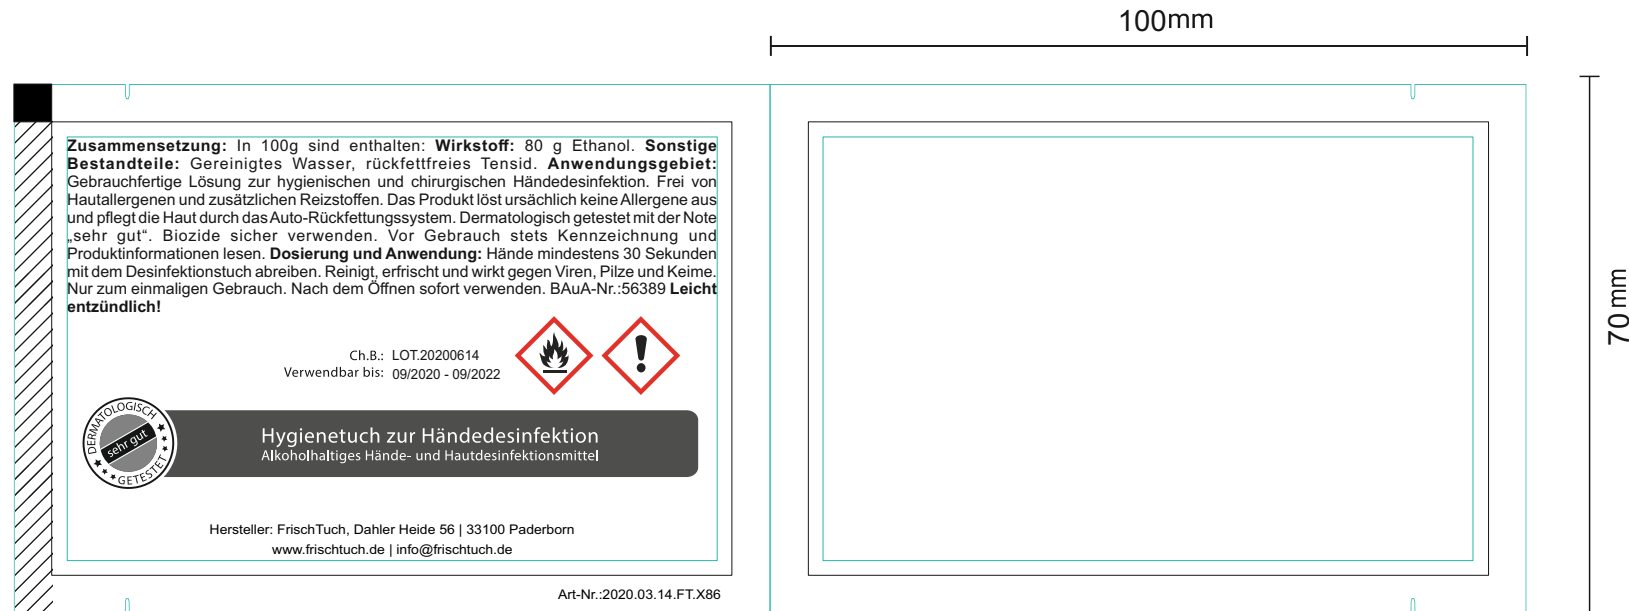 100mm
Zusammensetzung: In 100g sind enthalten: Wirkstoff: 80 g Ethanol. Sonstige
Bestandteile: Gereinigtes Wasser, rückfettfreies Tensid. Anwendungsgebiet:
Gebrauchfertige Lösung zur hygienischen und chirurgischen Händedesinfektion. Frei von
Hautallergenen und zusätzlichen Reizstoffen. Das Produkt löst ursächlich keine Allergene aus
und pflegt die Haut durch das Auto-Rückfettungssystem. Dermatologisch getestet mit der Note
„sehr gut“. Biozide sicher verwenden. Vor Gebrauch stets Kennzeichnung und
Produktinformationen lesen. Dosierung und Anwendung: Hände mindestens 30 Sekunden
mit dem Desinfektionstuch abreiben. Reinigt, erfrischt und wirkt gegen Viren, Pilze und Keime.
Nur zum einmaligen Gebrauch. Nach dem Öffnen sofort verwenden. BAuA-Nr.:56389 Leicht
entzündlich!
Ch.B.: LOT.20200614
Verwendbar bis: 09/2020 - 09/2022
DERMATOLOGISCH
sehr gut
GETESTET
Hygienetuch zur Händedesinfektion
Alkoholhaltiges Hände- und Hautdesinfektionsmittel
Hersteller: FrischTuch, Dahler Heide 56 | 33100 Paderborn
www.frischtuch.de | info@frischtuch.de
Art-Nr.:2020.03.14.FT.X86
70mm